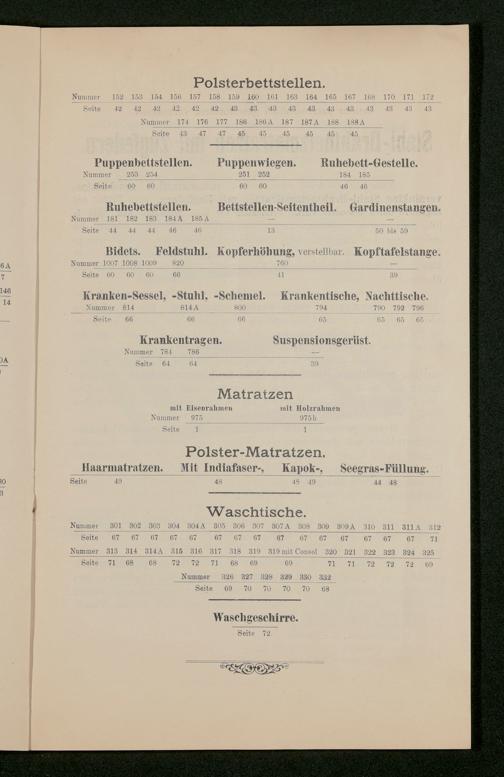 Polsterbettstellen.
Nummer 152 153 154 156 157 158 159 160 161 163 164 165 167 168 170 171 172
Seite 42 42 42 42 42 42 43 43 43 43 43 43 43 43 43 43 43
Nummer 174 176 177 186 186A 187 187A 188 188A
Seite 43 47 47 45 45 45 45 45 45
Puppenbettstellen. Puppenwiegen. Ruhebett-Gestelle.
Nummer 253 254 251 252 184 185
Seite 60 60 60 60 46 46
Ruhebettstellen. Bettstellen-Seitentheil. Gardinenstangen.
Nummer 181 182 183 184A 185A — —
Seite 44 44 44 46 46 13 50 bis 59
Bidets. Feldstuhl. Kopferhöhung, verstellbar. Kopftafelstange.
Nummer 1007 1008 1009 820 760 —
Seite 60 60 60 66 41 39
Kranken-Sessel, -Stuhl, -Schemel. Krankentische, Nachttische.
Nummer 814 814A 800 794 790 792 796
Seite 66 66 66 65 65 65 65
Krankentragen. Suspensionsgerüst.
Nummer 784 786 —
Seite 64 64 39
Matratzen
mit Eisenrahmen mit Holzrahmen
Nummer 975 975b
Seite 1 1
Polster-Matratzen.
Haarmatratzen. Mit Indiafaser-, Kapok-, Seegras-Füllung.
Seite 49 48 48 49 44 48
Waschtische.
Nummer 301 302 303 304 304A 305 306 307 307A 308 309 309A 310 311 311A 312
Seite 67 67 67 67 67 67 67 67 67 67 67 67 67 67 67 71
Nummer 313 314 314A 315 316 317 318 319 319 mit Consol 320 321 322 323 324 325
Seite 71 68 68 72 72 71 68 69 69 71 71 72 72 72 69
Nummer 326 327 328 329 330 332
Seite 69 70 70 70 70 68
Waschgeschirre.
Seite 72
6A
7
146
14